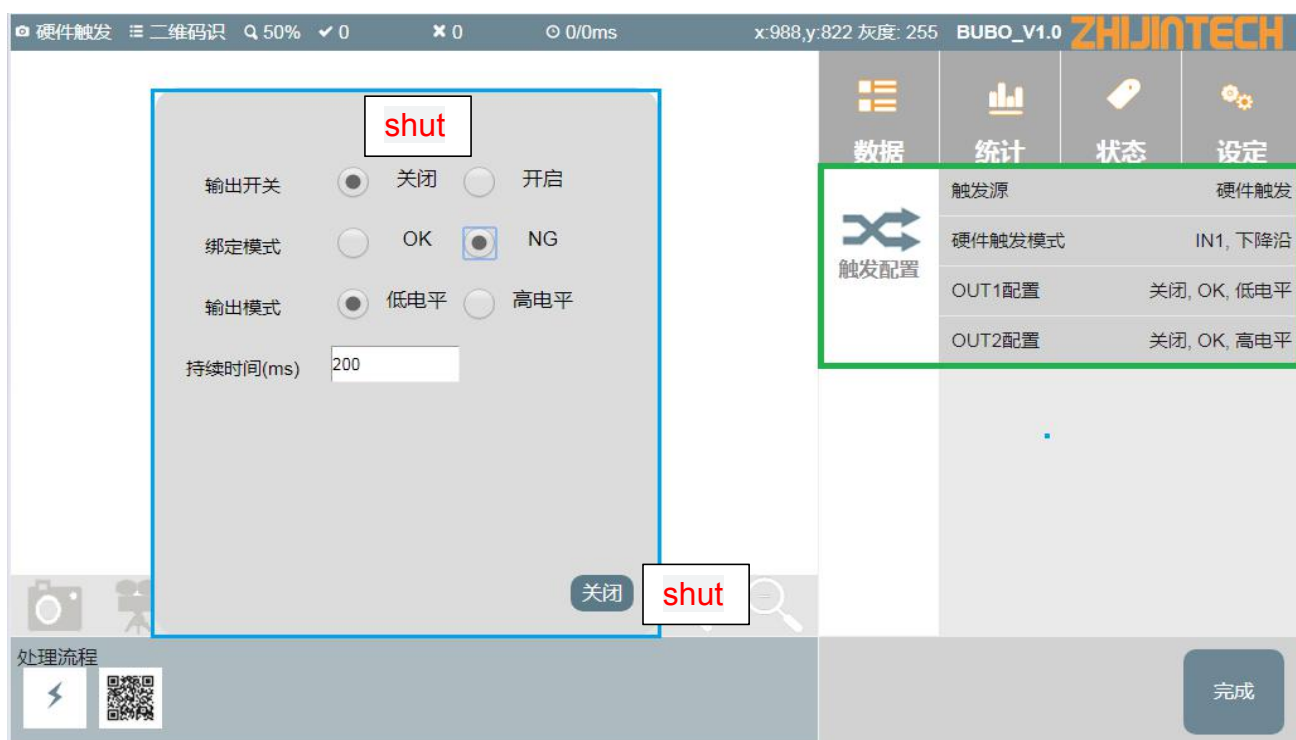 硬件触发 二维码识 50% 0 0 0/0ms x:988,y:822 灰度: 255 BUBO_V1.0 ZHIJINTECH
数据 统计 状态 设定
shut
输出开关 关闭 开启
绑定模式 OK NG
输出模式 低电平 高电平
持续时间(ms) 200
关闭 shut
触发配置
触发源 硬件触发
硬件触发模式 IN1, 下降沿
OUT1配置 关闭, OK, 低电平
OUT2配置 关闭, OK, 高电平
处理流程
完成